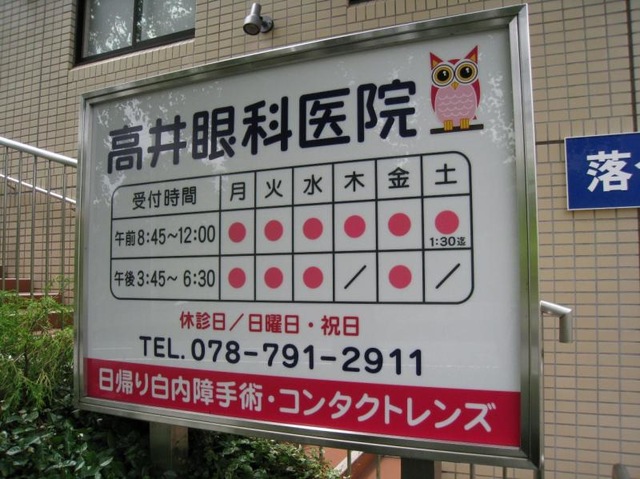 高井眼科医院
受付時間 月 火 水 木 金 土
午前 8:45～12:00 ● ● ● ● ● ● 1:30迄
午後 3:45～ 6:30 ● ● ● ／ ● ／
休診日／日曜日・祝日
TEL. 078-791-2911
日帰り白内障手術・コンタクトレンズ
落